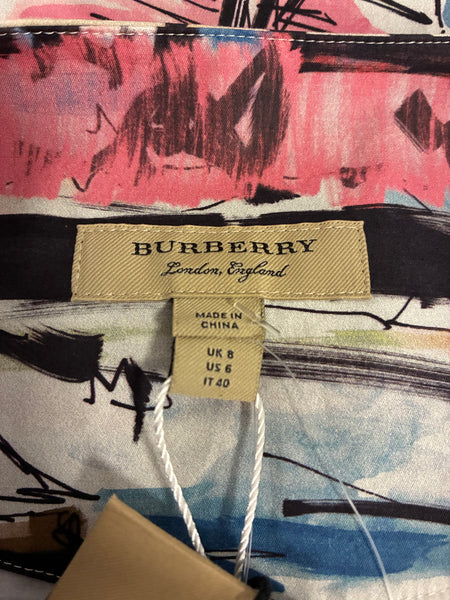 BURBERRY
London, England
MADE IN
CHINA
UK 8
US 6
IT 40